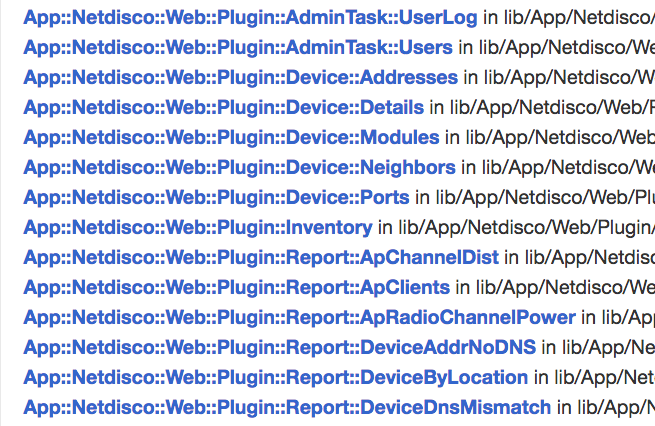 App::Netdisco::Web::Plugin::AdminTask::UserLog in lib/App/Netdisco/
App::Netdisco::Web::Plugin::AdminTask::Users in lib/App/Netdisco/We
App::Netdisco::Web::Plugin::Device::Addresses in lib/App/Netdisco/W
App::Netdisco::Web::Plugin::Device::Details in lib/App/Netdisco/Web/P
App::Netdisco::Web::Plugin::Device::Modules in lib/App/Netdisco/Web
App::Netdisco::Web::Plugin::Device::Neighbors in lib/App/Netdisco/We
App::Netdisco::Web::Plugin::Device::Ports in lib/App/Netdisco/Web/Plu
App::Netdisco::Web::Plugin::Inventory in lib/App/Netdisco/Web/Plugin/
App::Netdisco::Web::Plugin::Report::ApChannelDist in lib/App/Netdisc
App::Netdisco::Web::Plugin::Report::ApClients in lib/App/Netdisco/We
App::Netdisco::Web::Plugin::Report::ApRadioChannelPower in lib/App
App::Netdisco::Web::Plugin::Report::DeviceAddrNoDNS in lib/App/Ne
App::Netdisco::Web::Plugin::Report::DeviceByLocation in lib/App/Net
App::Netdisco::Web::Plugin::Report::DeviceDnsMismatch in lib/App/N